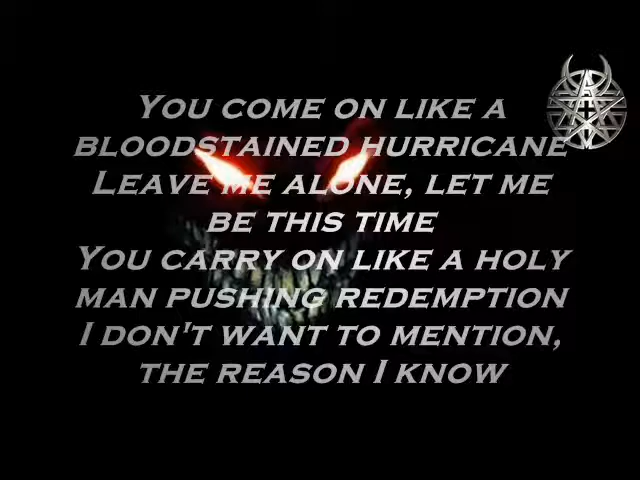 You come on like a
bloodstained hurricane
Leave me alone, let me
be this time
You carry on like a holy
man pushing redemption
I don't want to mention,
the reason I know